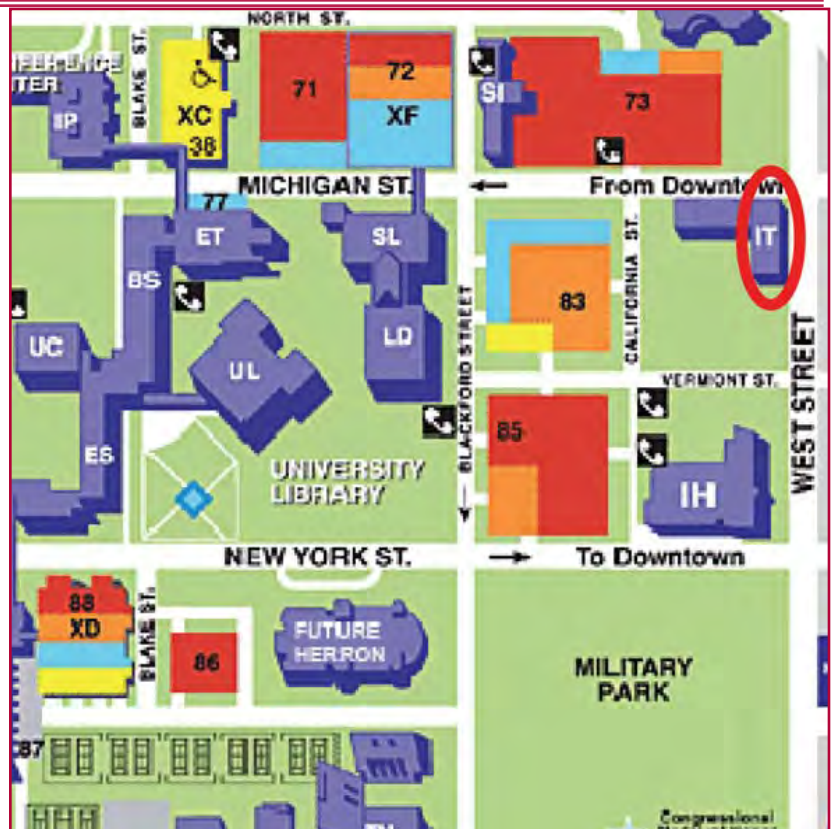 NORTH ST.
BLAKE ST.
IP
XC
38
71
72
XF
SI
73
MICHIGAN ST.
From Downtown
77
ET
SL
CALIFORNIA ST.
IT
BS
83
UC
UL
LD
BLACKFORD STREET
VERMONT ST.
WEST STREET
85
ES
UNIVERSITY
LIBRARY
IH
NEW YORK ST.
To Downtown
88
XD
BLAKE ST.
86
FUTURE
HERRON
MILITARY
PARK
87
Congressional